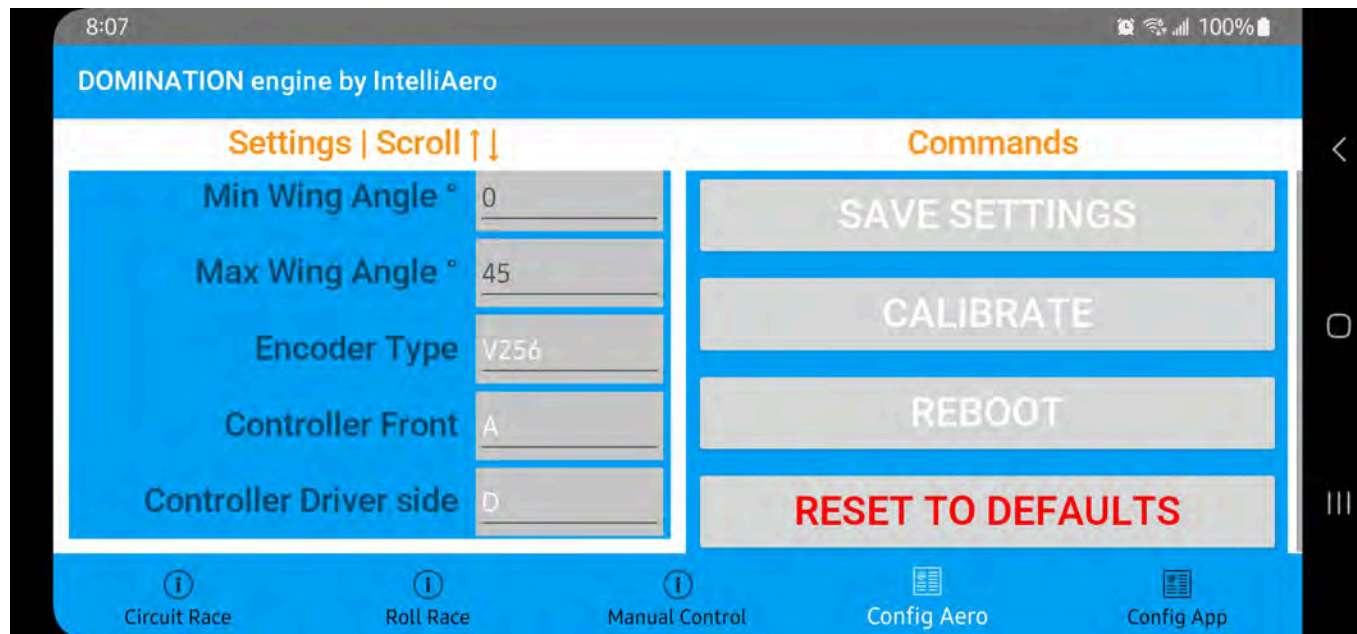 8:07 100%
DOMINATION engine by IntelliAero
Settings | Scroll ↑↓
Min Wing Angle ° 0
Max Wing Angle ° 45
Encoder Type V256
Controller Front A
Controller Driver side D
Commands
SAVE SETTINGS
CALIBRATE
REBOOT
RESET TO DEFAULTS
Circuit Race Roll Race Manual Control Config Aero Config App